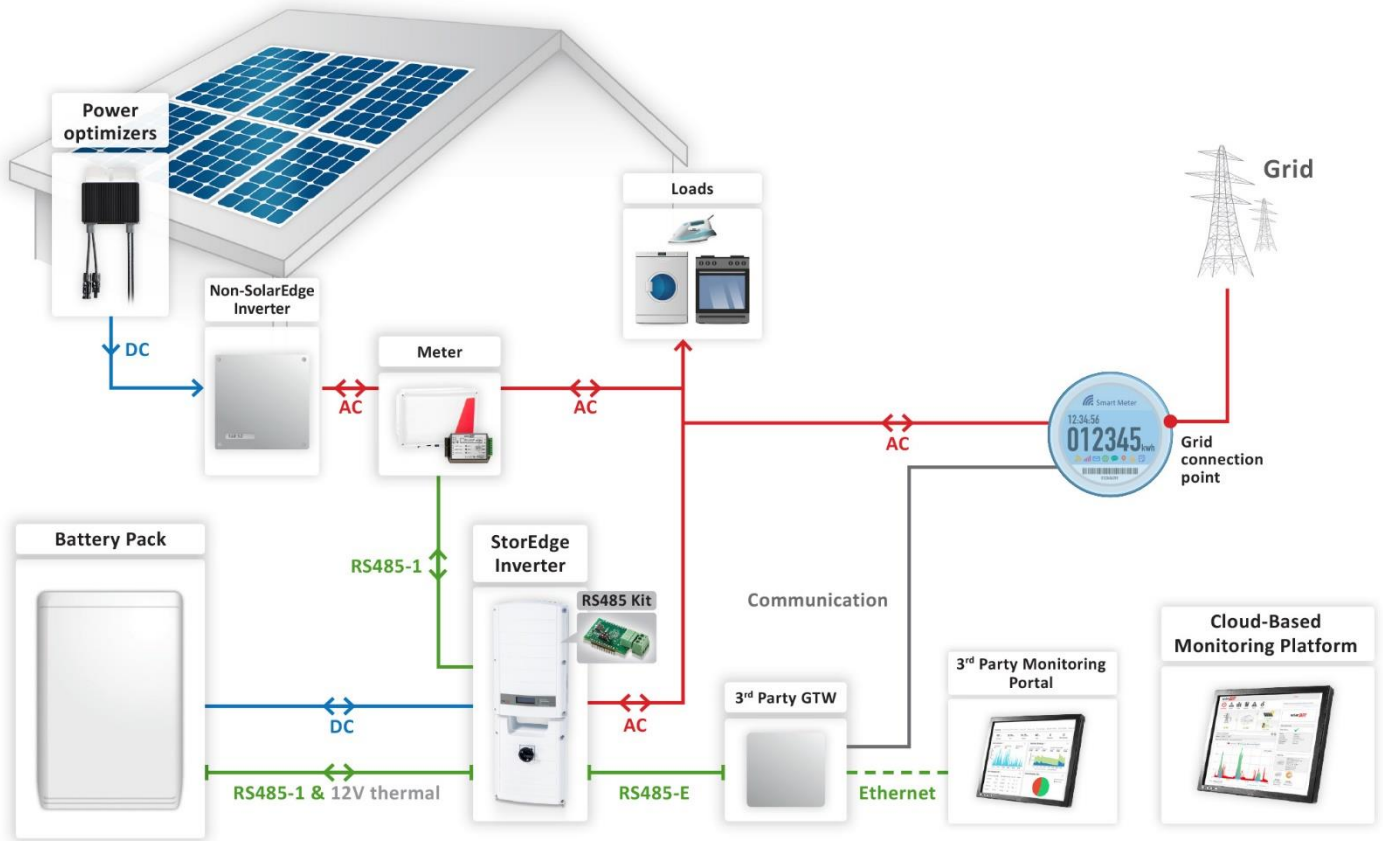 Power
optimizers
Grid
Loads
Non-SolarEdge
Inverter
DC
Meter
AC
AC
AC
Smart Meter
12:34:56
012345 kwh
Grid
connection
point
Battery Pack
StorEdge
Inverter
RS485-1
RS485 Kit
Communication
Cloud-Based
Monitoring Platform
3rd Party Monitoring
Portal
3rd Party GTW
DC
AC
RS485-1 & 12V thermal
RS485-E
Ethernet